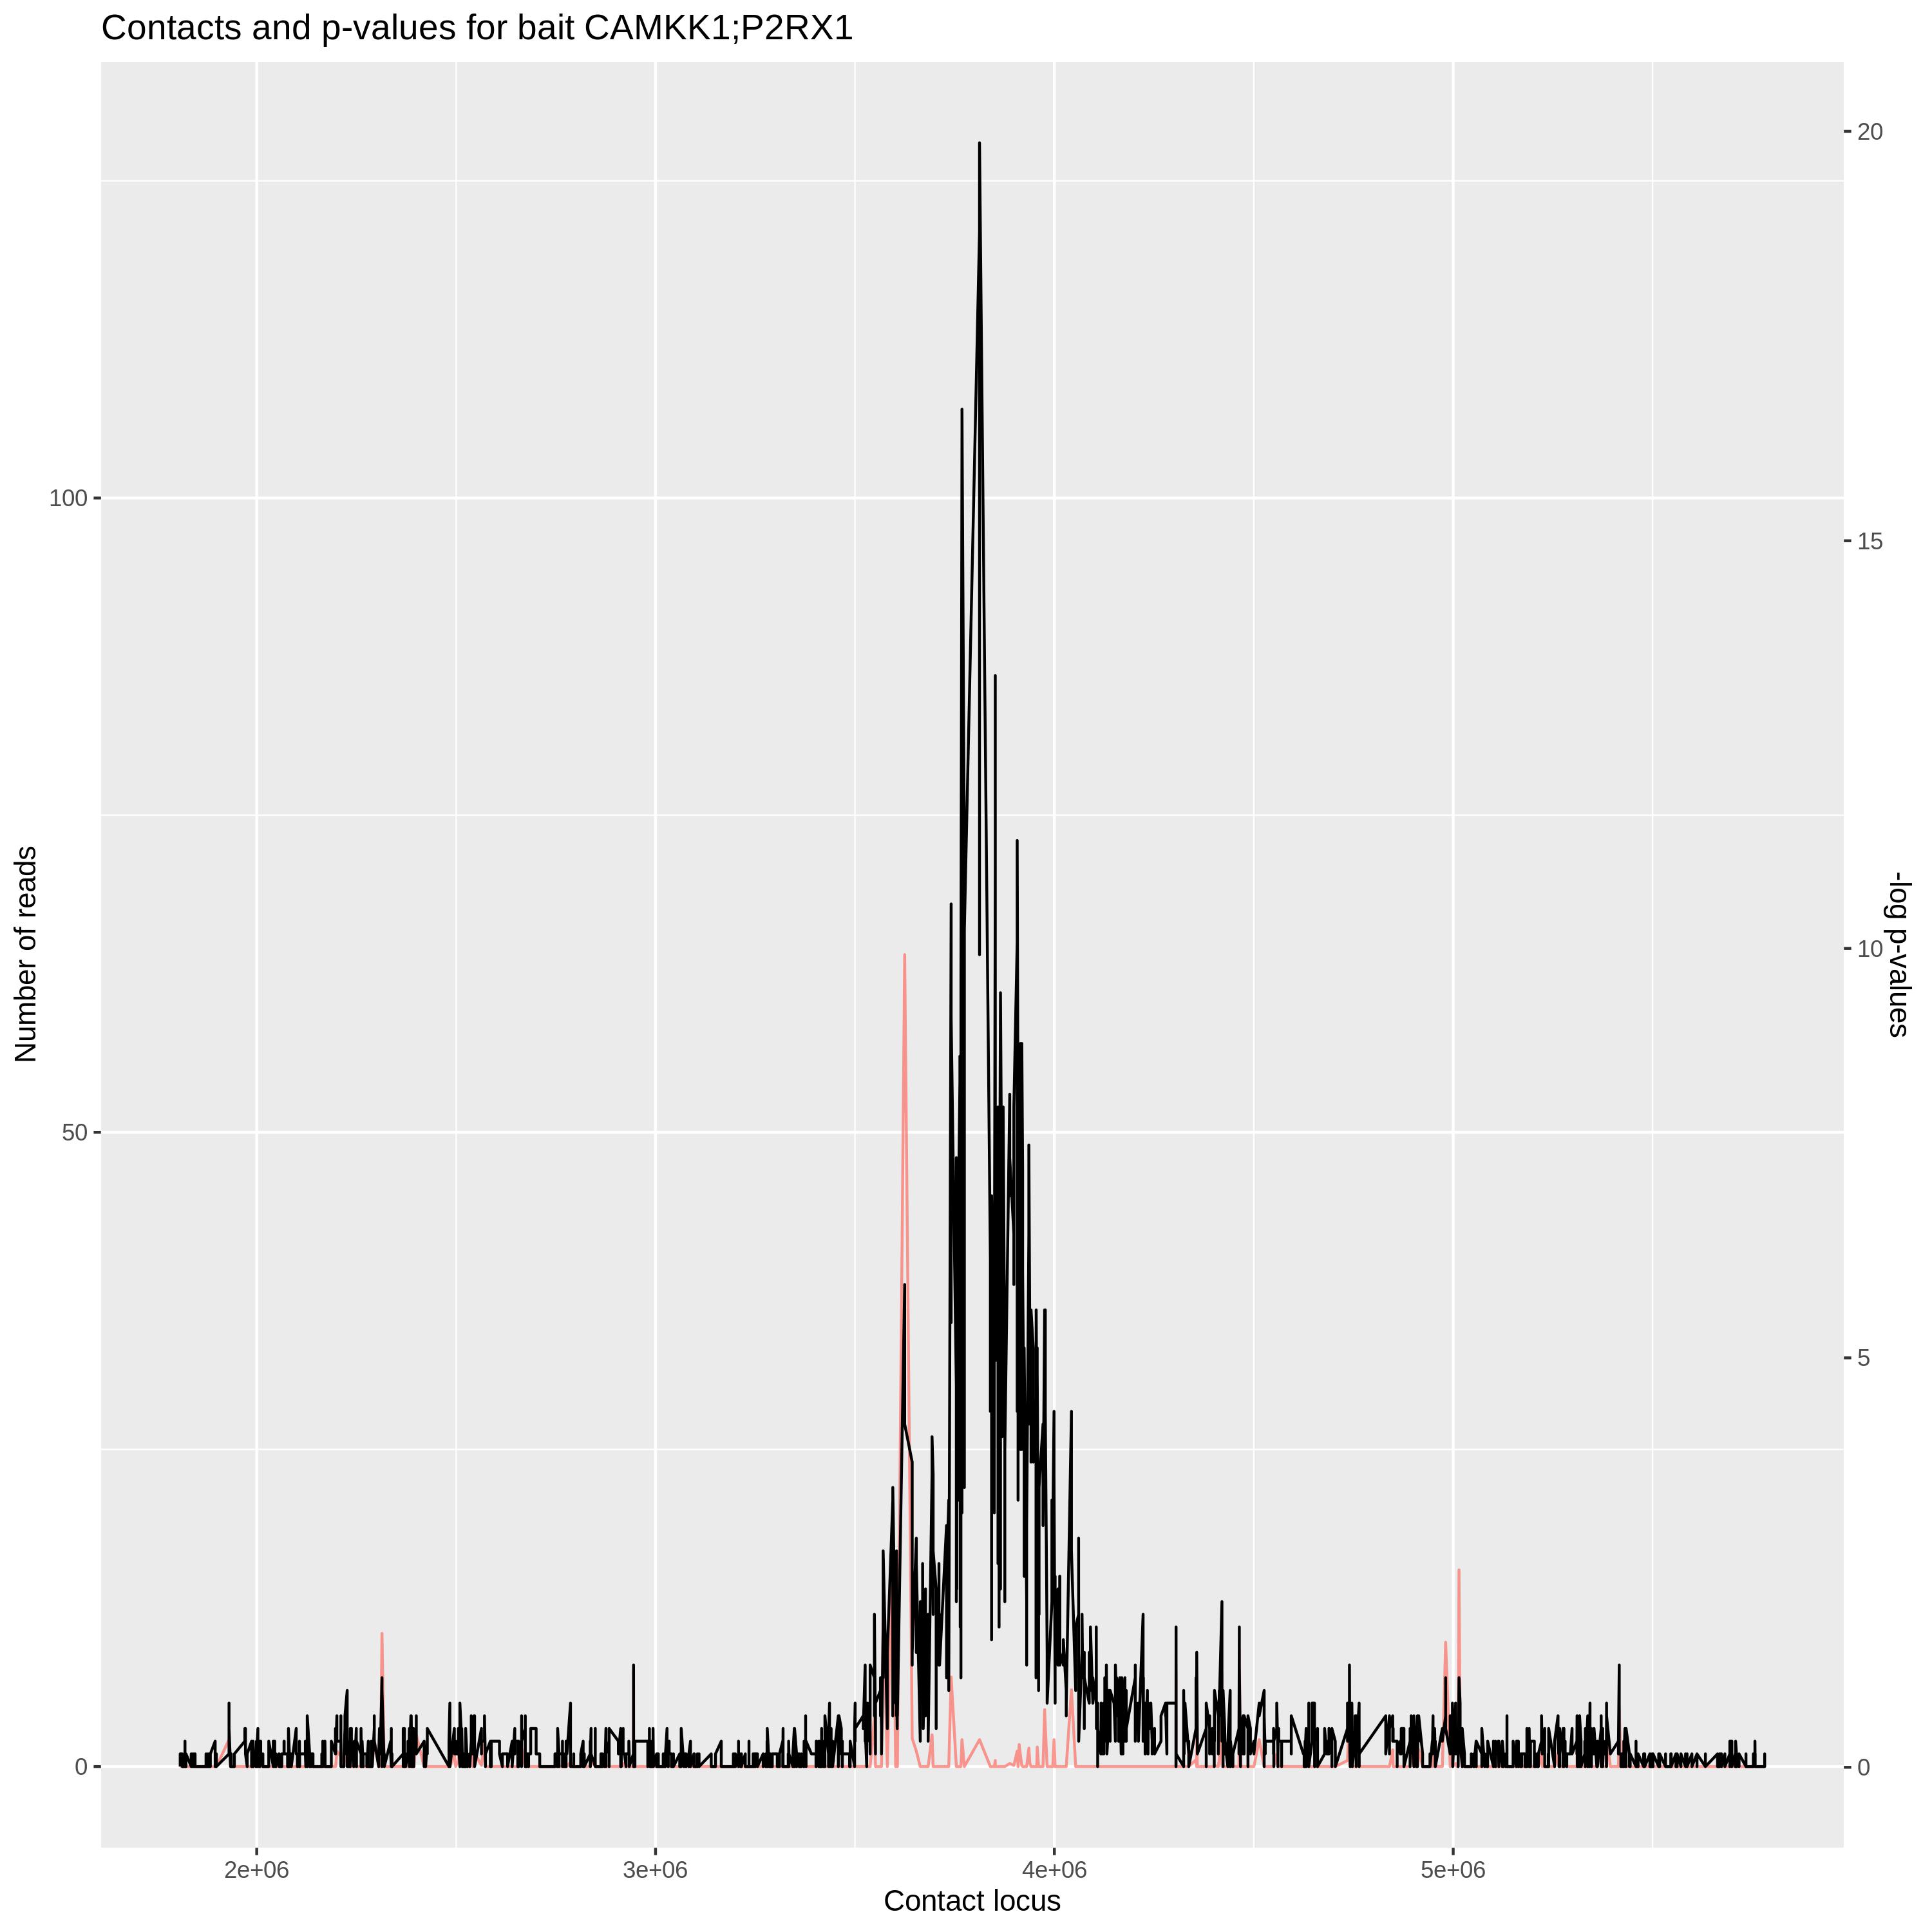 Contacts and p-values for bait CAMKK1;P2RX1
Number of reads
100
50
0
20
15
10
5
0
-log p-values
2e+06
3e+06
4e+06
5e+06
Contact locus